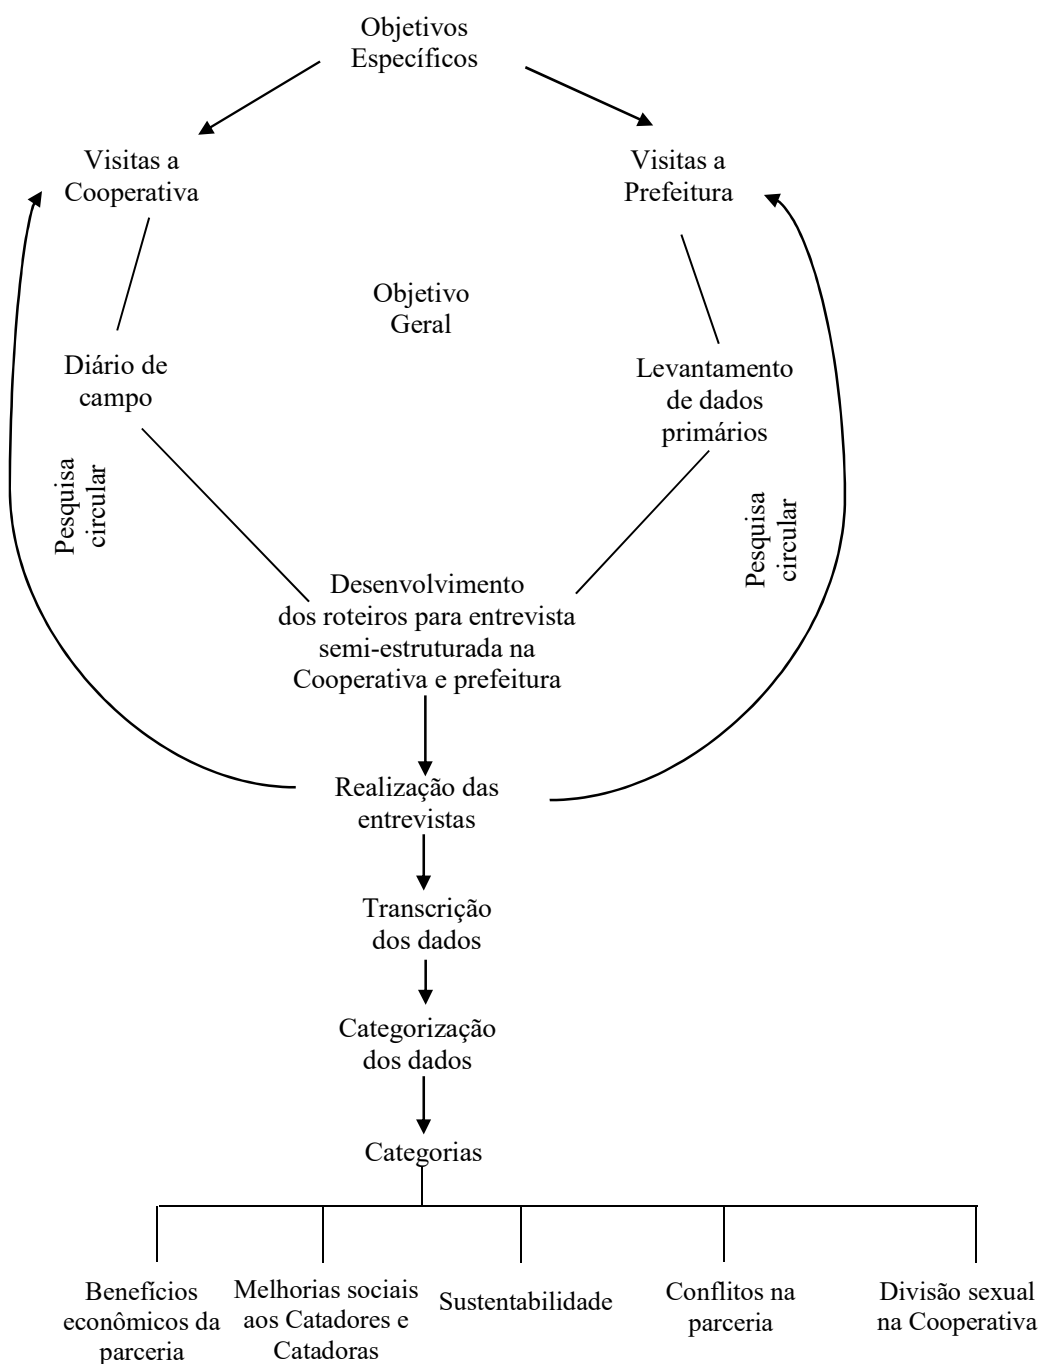 Objetivos
Específicos
Visitas a
Cooperativa
Visitas a
Prefeitura
Objetivo
Geral
Diário de
campo
Levantamento
de dados
primários
Pesquisa
circular
Pesquisa
circular
Desenvolvimento
dos roteiros para entrevista
semi-estruturada na
Cooperativa e prefeitura
Realização das
entrevistas
Transcrição
dos dados
Categorização
dos dados
Categorias
Benefícios
econômicos da
parceria
Melhorias sociais
aos Catadores e
Catadoras
Sustentabilidade
Conflitos na
parceria
Divisão sexual
na Cooperativa